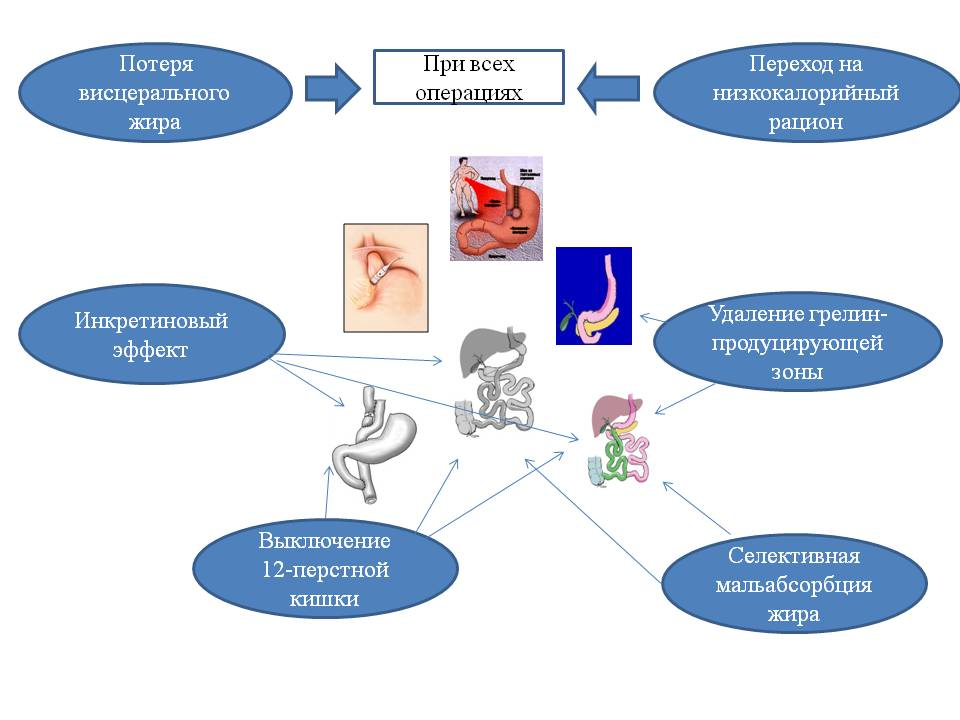 Потеря
висцерального
жира
При всех
операциях
Переход на
низкокалорийный
рацион
Инкретиновый
эффект
Удаление грелин-
продуцирующей
зоны
Выключение
12-перстной
кишки
Селективная
мальабсорбция
жира